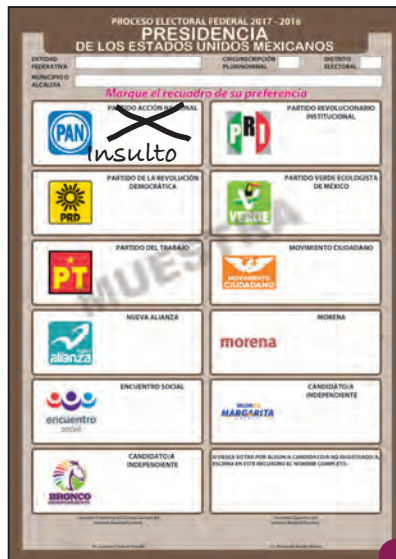 PROCESO ELECTORAL FEDERAL 2017 - 2018
PRESIDENCIA
DE LOS ESTADOS UNIDOS MEXICANOS
ENTIDAD FEDERATIVA
CIRCUNSCRIPCIÓN PLURINOMINAL
DISTRITO ELECTORAL
MUNICIPIO O ALCALDÍA
Marque el recuadro de su preferencia
PARTIDO ACCIÓN NACIONAL
PAN
Insulto
PARTIDO REVOLUCIONARIO
INSTITUCIONAL
PRI
PARTIDO DE LA REVOLUCIÓN
DEMOCRÁTICA
PRD
PARTIDO VERDE ECOLOGISTA
DE MÉXICO
VERDE
PARTIDO DEL TRABAJO
PT
MOVIMIENTO CIUDADANO
MOVIMIENTO
CIUDADANO
MUESTRA
NUEVA ALIANZA
alianza
MORENA
morena
ENCUENTRO SOCIAL
encuentro
social
CANDIDATO/A
INDEPENDIENTE
MARGARITA
CANDIDATO/A
INDEPENDIENTE
BRONCO
INDEPENDIENTE
SI DESEA VOTAR POR ALGÚN/A CANDIDATO/A NO REGISTRADO/A,
ESCRIBA EN ESTE RECUADRO EL NOMBRE COMPLETO: